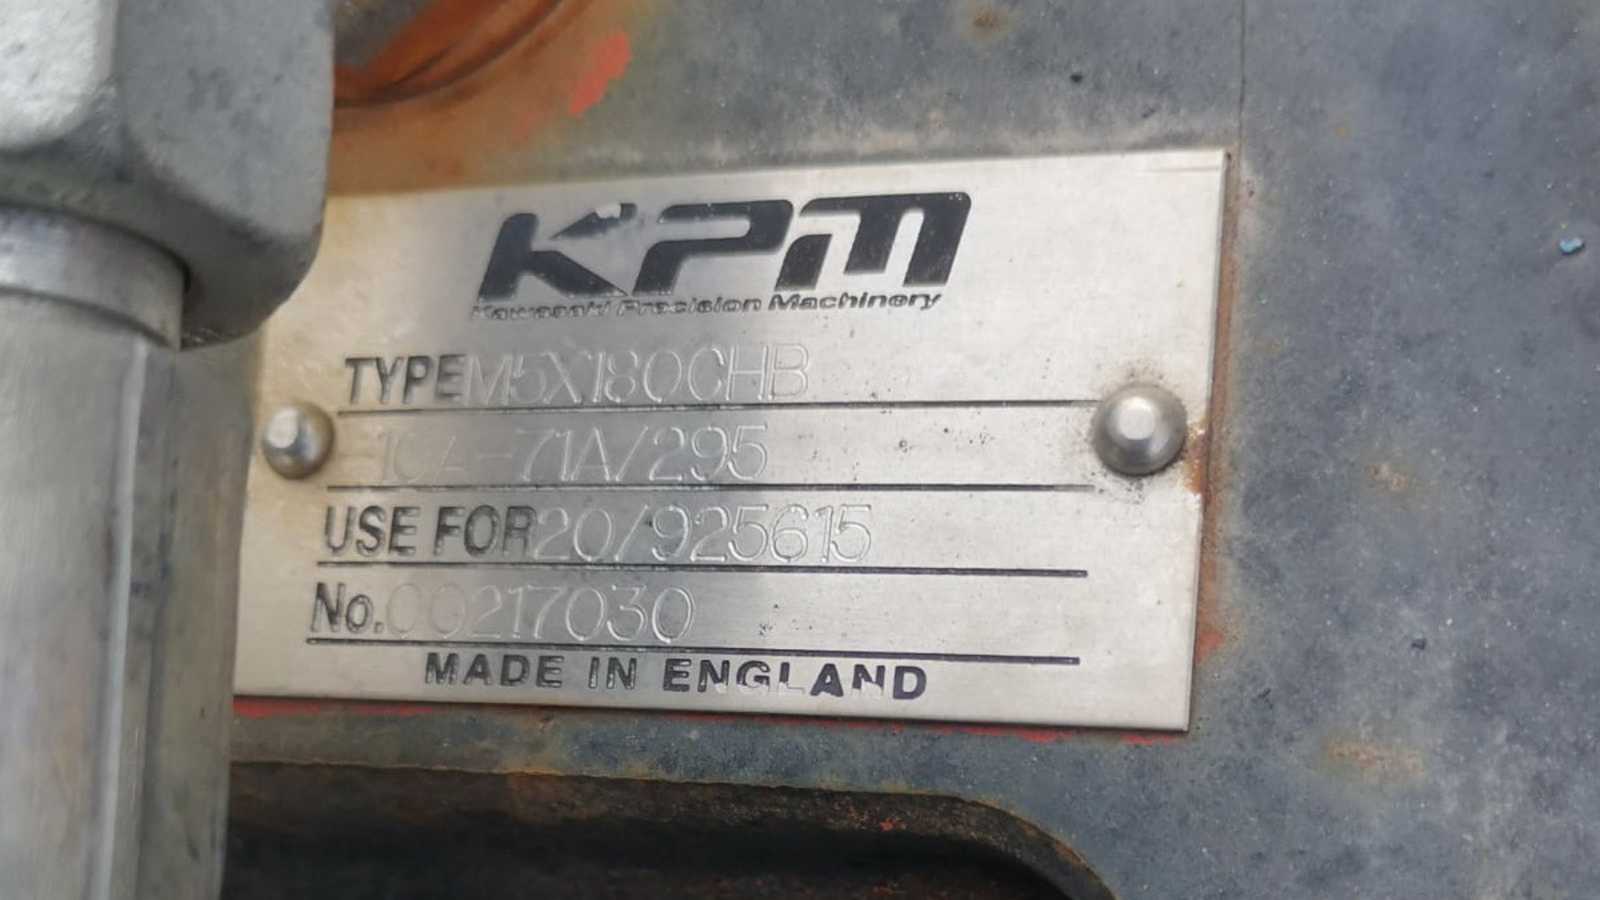 KPM
Kawasaki Precision Machinery
TYPE M5X180CHB
-10A-71A/295
USE FOR 20/925615
No. 00217030
MADE IN ENGLAND